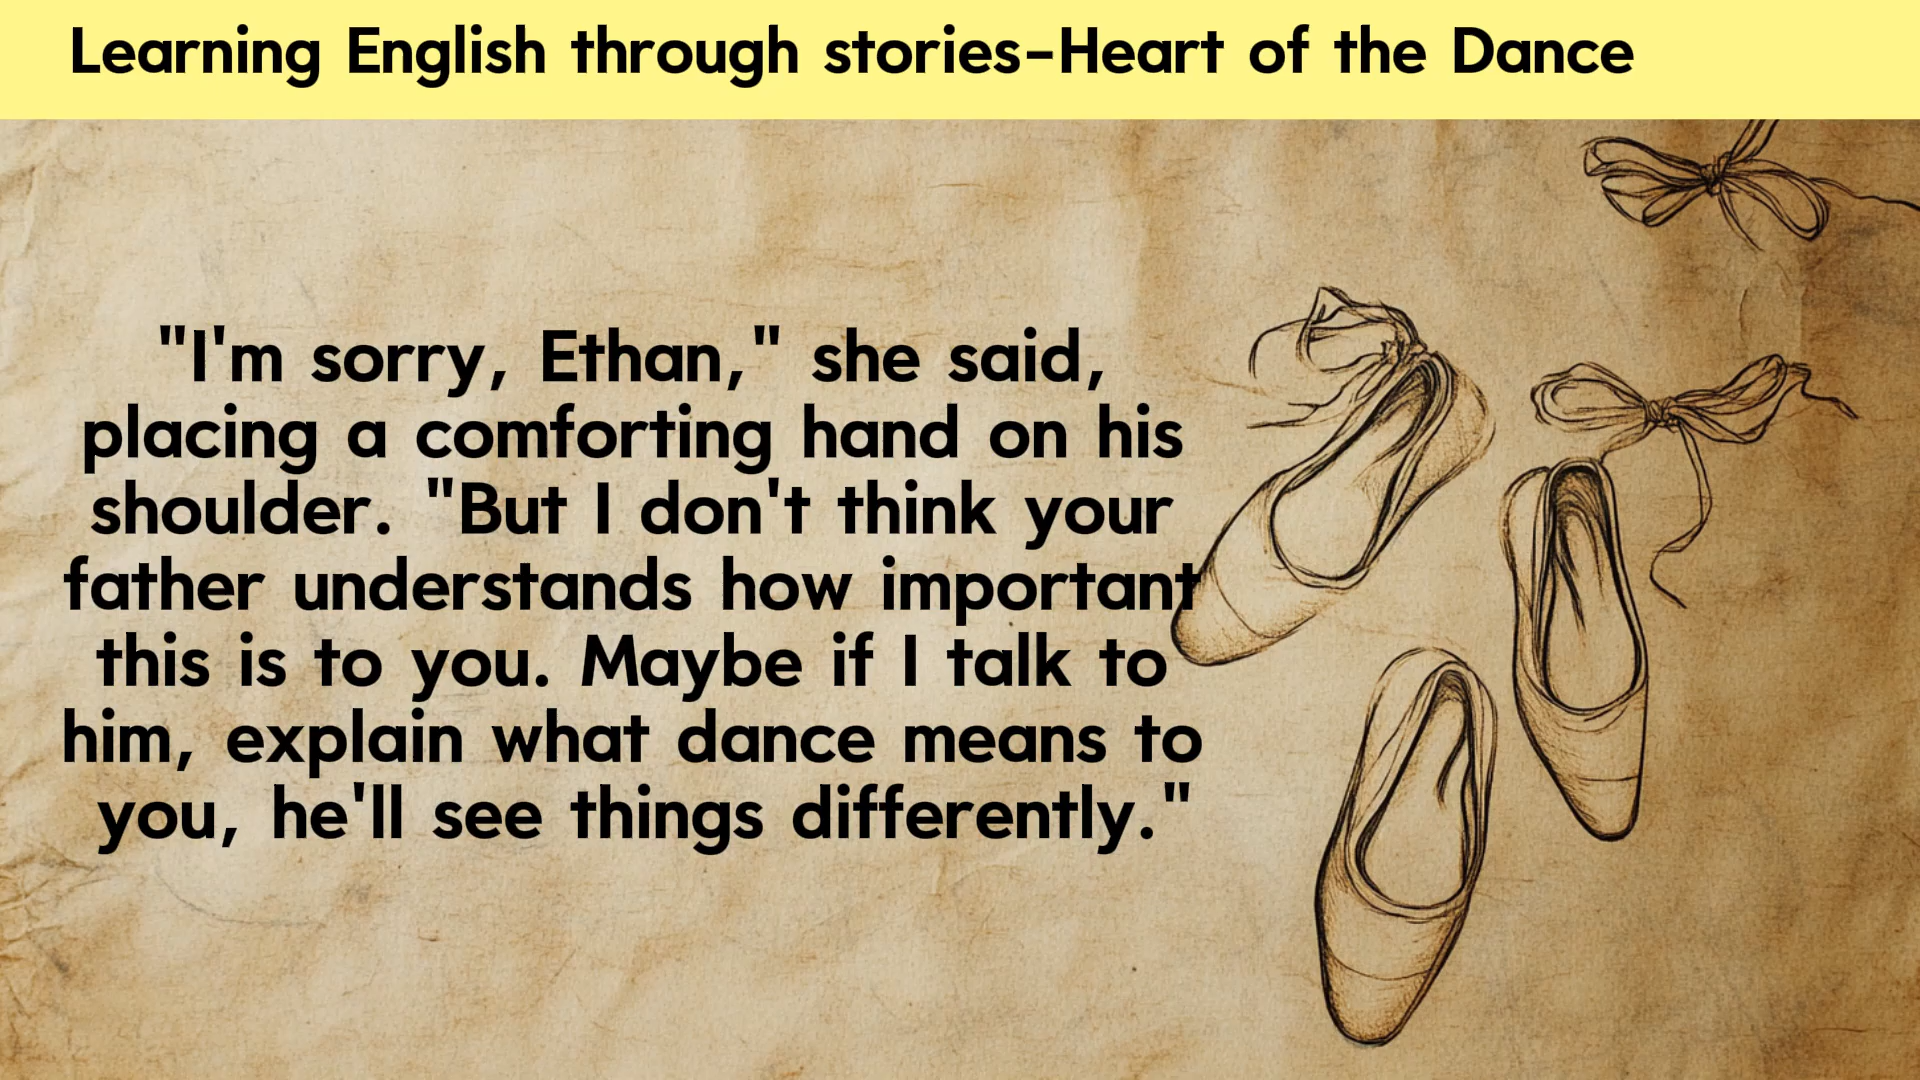 Learning English through stories-Heart of the Dance
"I'm sorry, Ethan," she said,
placing a comforting hand on his
shoulder. "But I don't think your
father understands how important
this is to you. Maybe if I talk to
him, explain what dance means to
you, he'll see things differently."